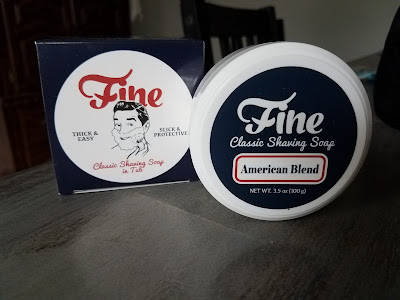 Fine
THICK &
EASY
SLICK &
PROTECTIVE
Classic Shaving Soap
in Tub
Fine
Classic Shaving Soap
American Blend
NET WT. 3.5 oz (100 g)